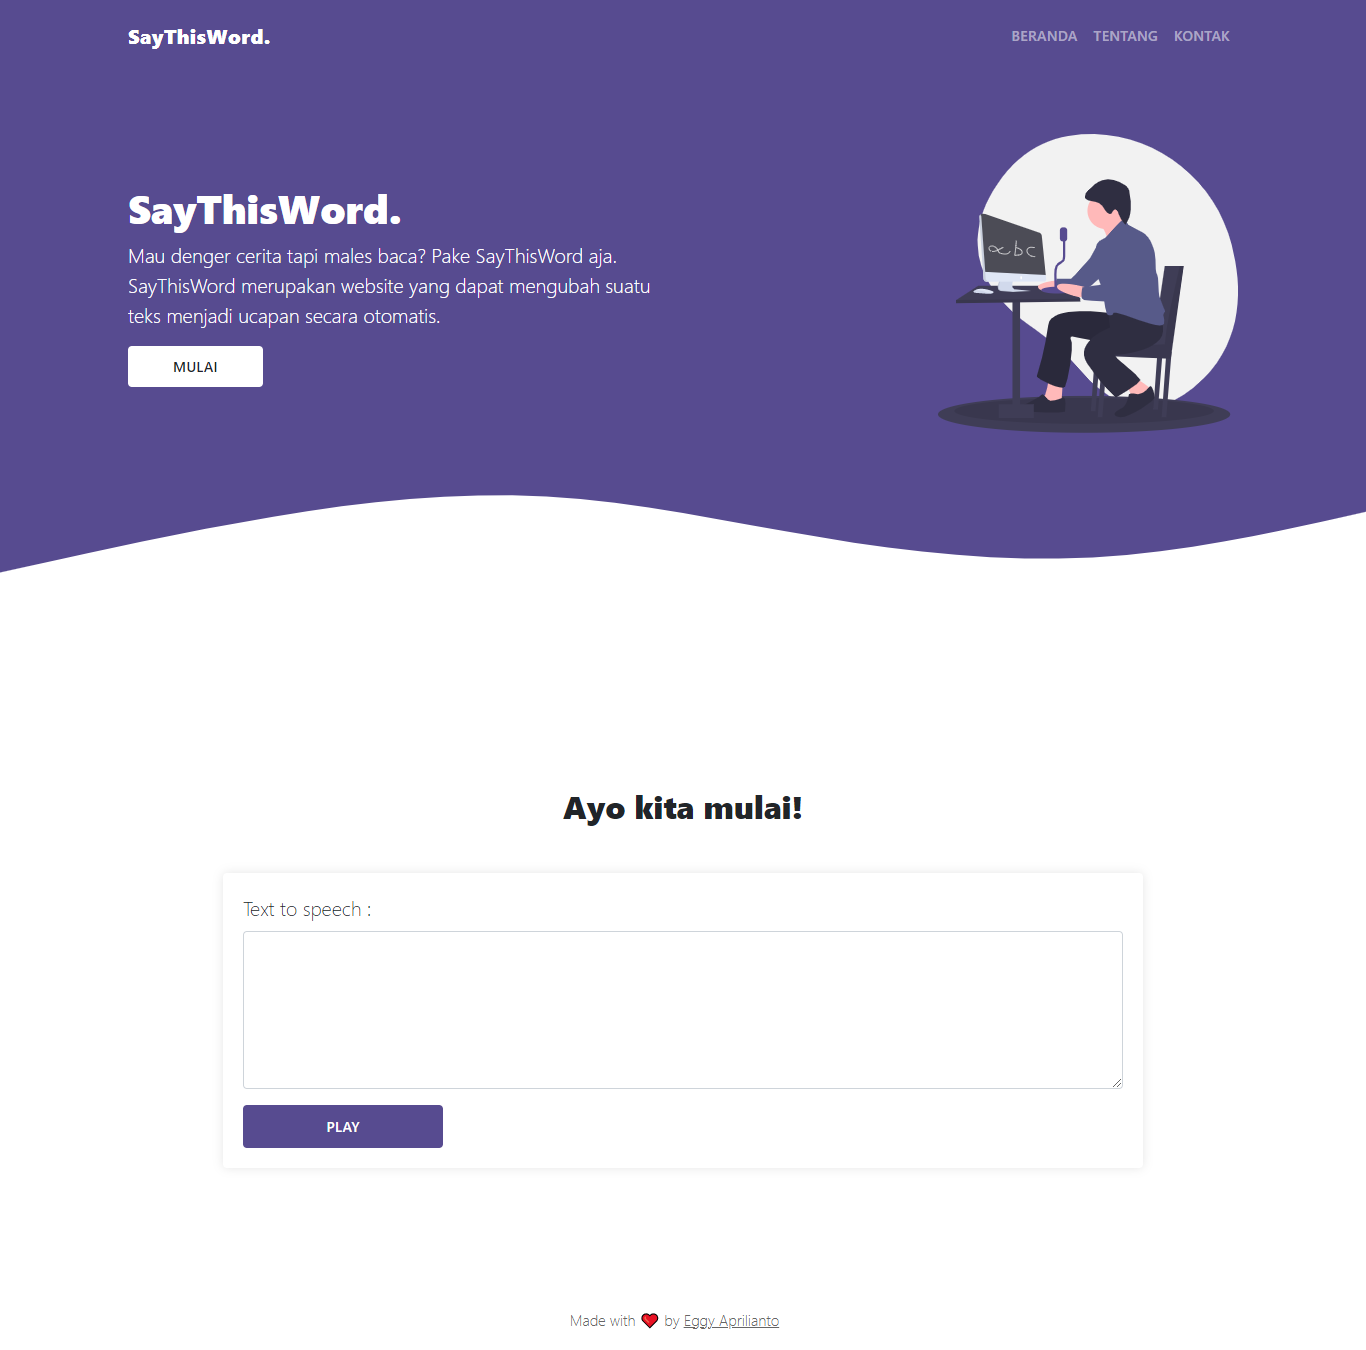 SayThisWord.
BERANDA TENTANG KONTAK
SayThisWord.
Mau denger cerita tapi males baca? Pake SayThisWord aja.
SayThisWord merupakan website yang dapat mengubah suatu
teks menjadi ucapan secara otomatis.
MULAI
abc
Ayo kita mulai!
Text to speech :
PLAY
Made with ❤ by Eggy Aprilianto